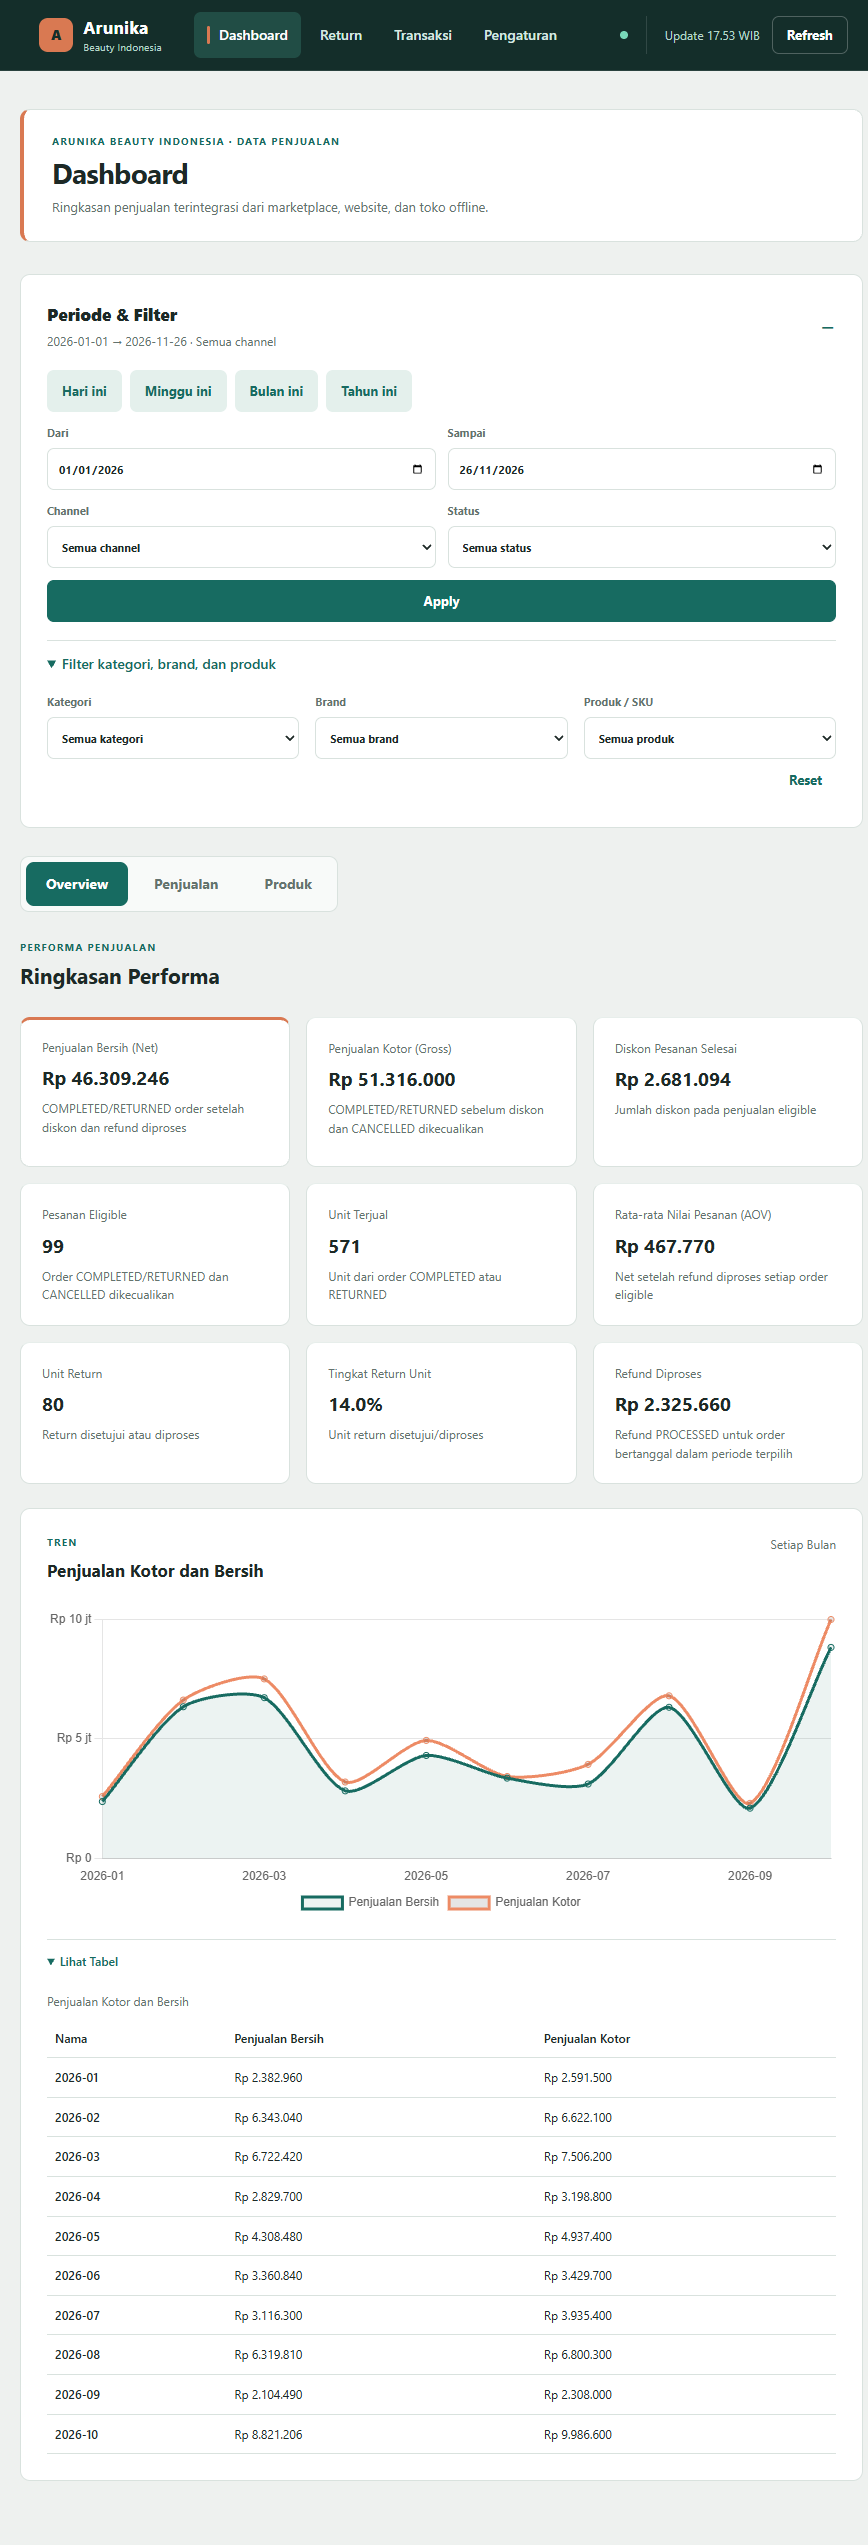 A
Arunika
Beauty Indonesia
Dashboard
Return
Transaksi
Pengaturan
Update 17.53 WIB
Refresh
ARUNIKA BEAUTY INDONESIA · DATA PENJUALAN
Dashboard
Ringkasan penjualan terintegrasi dari marketplace, website, dan toko offline.
Periode & Filter
2026-01-01 → 2026-11-26 · Semua channel
Hari ini
Minggu ini
Bulan ini
Tahun ini
Dari
Sampai
01/01/2026
26/11/2026
Channel
Status
Semua channel
Semua status
Apply
▼ Filter kategori, brand, dan produk
Kategori
Brand
Produk / SKU
Semua kategori
Semua brand
Semua produk
Reset
Overview
Penjualan
Produk
PERFORMA PENJUALAN
Ringkasan Performa
Penjualan Bersih (Net)
Rp 46.309.246
COMPLETED/RETURNED order setelah
diskon dan refund diproses
Penjualan Kotor (Gross)
Rp 51.316.000
COMPLETED/RETURNED sebelum diskon
dan CANCELLED dikecualikan
Diskon Pesanan Selesai
Rp 2.681.094
Jumlah diskon pada penjualan eligible
Pesanan Eligible
99
Order COMPLETED/RETURNED dan
CANCELLED dikecualikan
Unit Terjual
571
Unit dari order COMPLETED atau
RETURNED
Rata-rata Nilai Pesanan (AOV)
Rp 467.770
Net setelah refund diproses setiap order
eligible
Unit Return
80
Return disetujui atau diproses
Tingkat Return Unit
14.0%
Unit return disetujui/diproses
Refund Diproses
Rp 2.325.660
Refund PROCESSED untuk order
bertanggal dalam periode terpilih
TREN
Penjualan Kotor dan Bersih
Setiap Bulan
Rp 10 jt
Rp 5 jt
Rp 0
2026-01
2026-03
2026-05
2026-07
2026-09
Penjualan Bersih
Penjualan Kotor
▼ Lihat Tabel
Penjualan Kotor dan Bersih
Nama Penjualan Bersih Penjualan Kotor
2026-01 Rp 2.382.960 Rp 2.591.500
2026-02 Rp 6.343.040 Rp 6.622.100
2026-03 Rp 6.722.420 Rp 7.506.200
2026-04 Rp 2.829.700 Rp 3.198.800
2026-05 Rp 4.308.480 Rp 4.937.400
2026-06 Rp 3.360.840 Rp 3.429.700
2026-07 Rp 3.116.300 Rp 3.935.400
2026-08 Rp 6.319.810 Rp 6.800.300
2026-09 Rp 2.104.490 Rp 2.308.000
2026-10 Rp 8.821.206 Rp 9.986.600